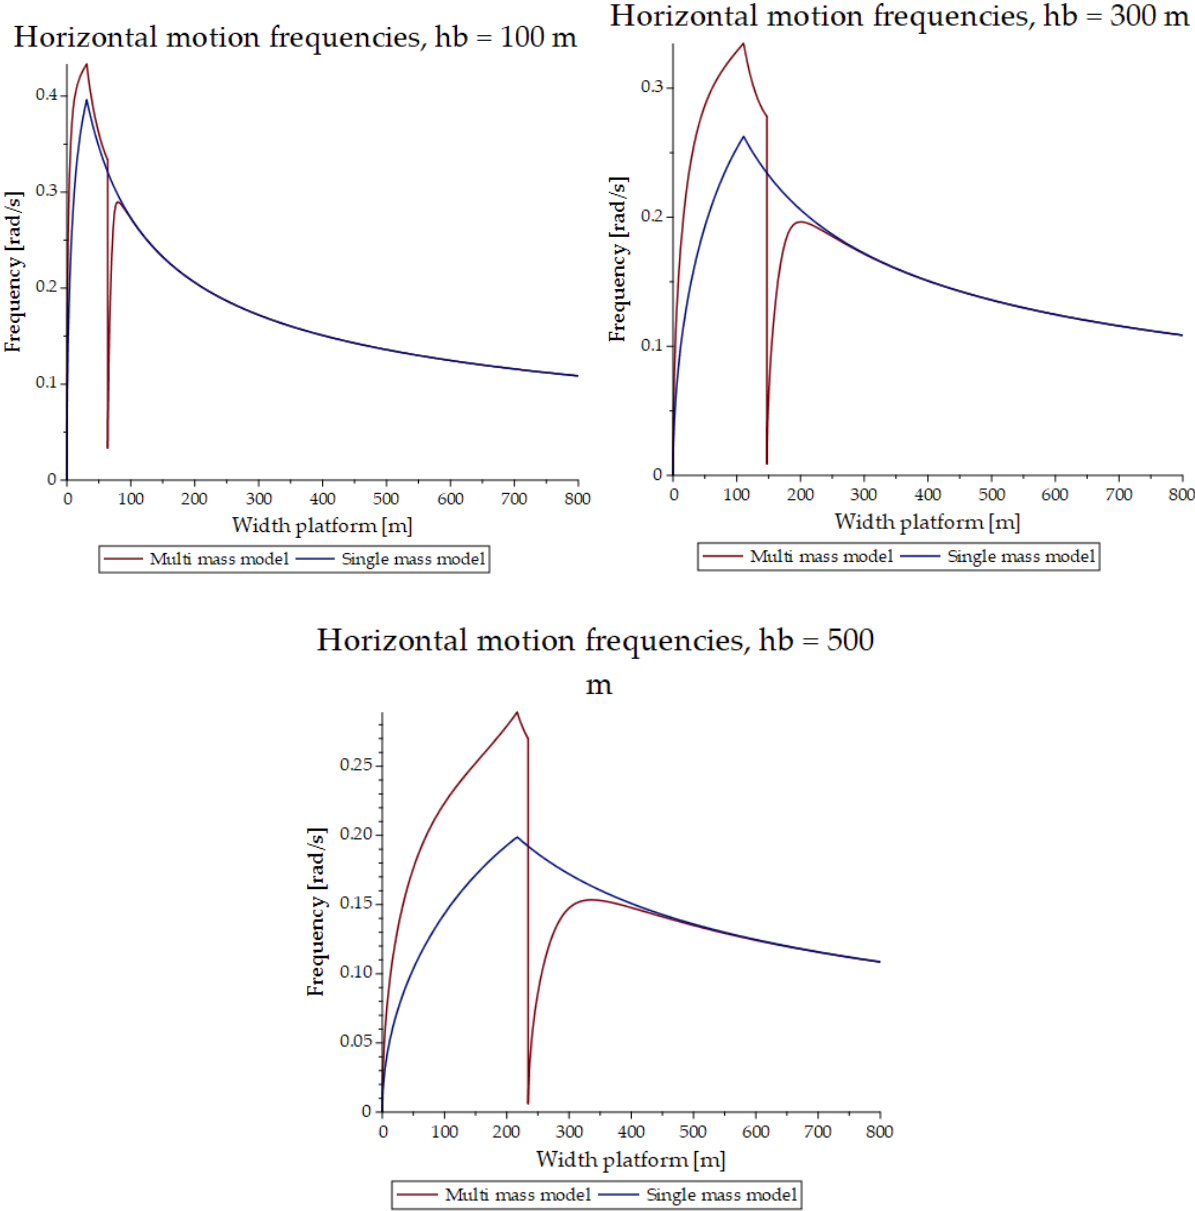 Horizontal motion frequencies, hb = 100 m
Frequency [rad/s]
0.4
0.3
0.2
0.1
0
0 100 200 300 400 500 600 700 800
Width platform [m]
Multi mass model Single mass model
Horizontal motion frequencies, hb = 300 m
Frequency [rad/s]
0.3
0.2
0.1
0
0 100 200 300 400 500 600 700 800
Width platform [m]
Multi mass model Single mass model
Horizontal motion frequencies, hb = 500
m
Frequency [rad/s]
0.25
0.20
0.15
0.10
0.05
0
0 100 200 300 400 500 600 700 800
Width platform [m]
Multi mass model Single mass model